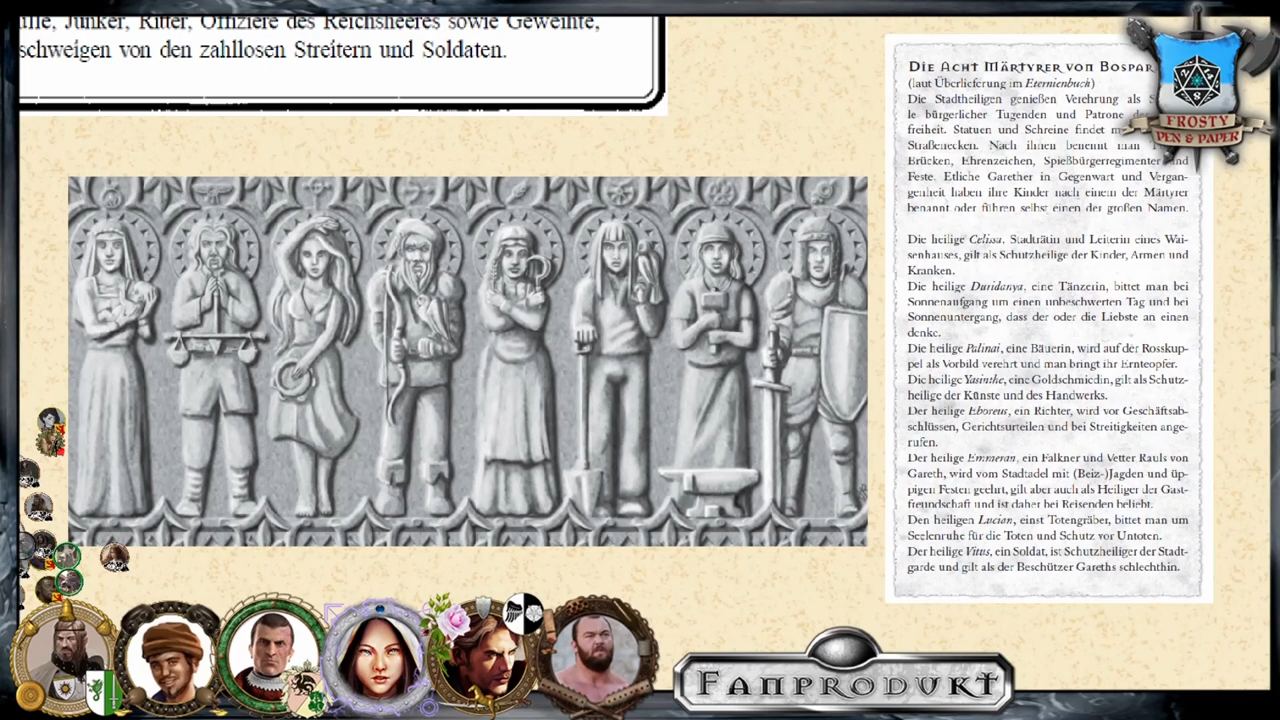 Junker, Ritter, Offiziere des Reichsheeres sowie Geweihte,
schweigen von den zahllosen Streitern und Soldaten.
Die Acht Märtyrer von Bospar
(laut Überlieferung im Eternienbuch)
Die Stadtheiligen genießen Verehrung als
le bürgerlicher Tugenden und Patrone
freiheit. Statuen und Schreine findet
Straßenecken. Nach ihnen benennt man
Brücken, Ehrenzeichen, Spießbürgerregimenter und
Feste. Etliche Garether in Gegenwart und Vergan-
genheit haben ihre Kinder nach einem der Märtyrer
benannt oder führen selbst einen der großen Namen.
Die heilige Celissa, Stadträtin und Leiterin eines Wai-
senhauses, gilt als Schutzheilige der Kinder, Armen und
Kranken.
Die heilige Duridanya, eine Tänzerin, bittet man bei
Sonnenaufgang um einen unbeschwerten Tag und bei
Sonnenuntergang, dass der oder die Liebste an einen
denke.
Die heilige Palinai, eine Bäuerin, wird auf der Rosskup-
pel als Vorbild verehrt und man bringt ihr Ernteopfer.
Die heilige Yasinthe, eine Goldschmiedin, gilt als Schutz-
heilige der Künste und des Handwerks.
Der heilige Eboreus, ein Richter, wird vor Geschäftsab-
schlüssen, Gerichtsurteilen und bei Streitigkeiten ange-
rufen.
Der heilige Emmeran, ein Falkner und Vetter Rauls von
Gareth, wird vom Stadtadel mit (Beiz-)Jagden und üp-
pigen Festen geehrt, gilt aber auch als Heiliger der Gast-
freundschaft und ist daher bei Reisenden beliebt.
Den heiligen Lucian, einst Totengräber, bittet man um
Seelenruhe für die Toten und Schutz vor Untoten.
Der heilige Vitus, ein Soldat, ist Schutzheiliger der Stadt-
garde und gilt als der Beschützer Gareths schlechthin.
FROSTY
PEN & PAPER
FANPRODUKT